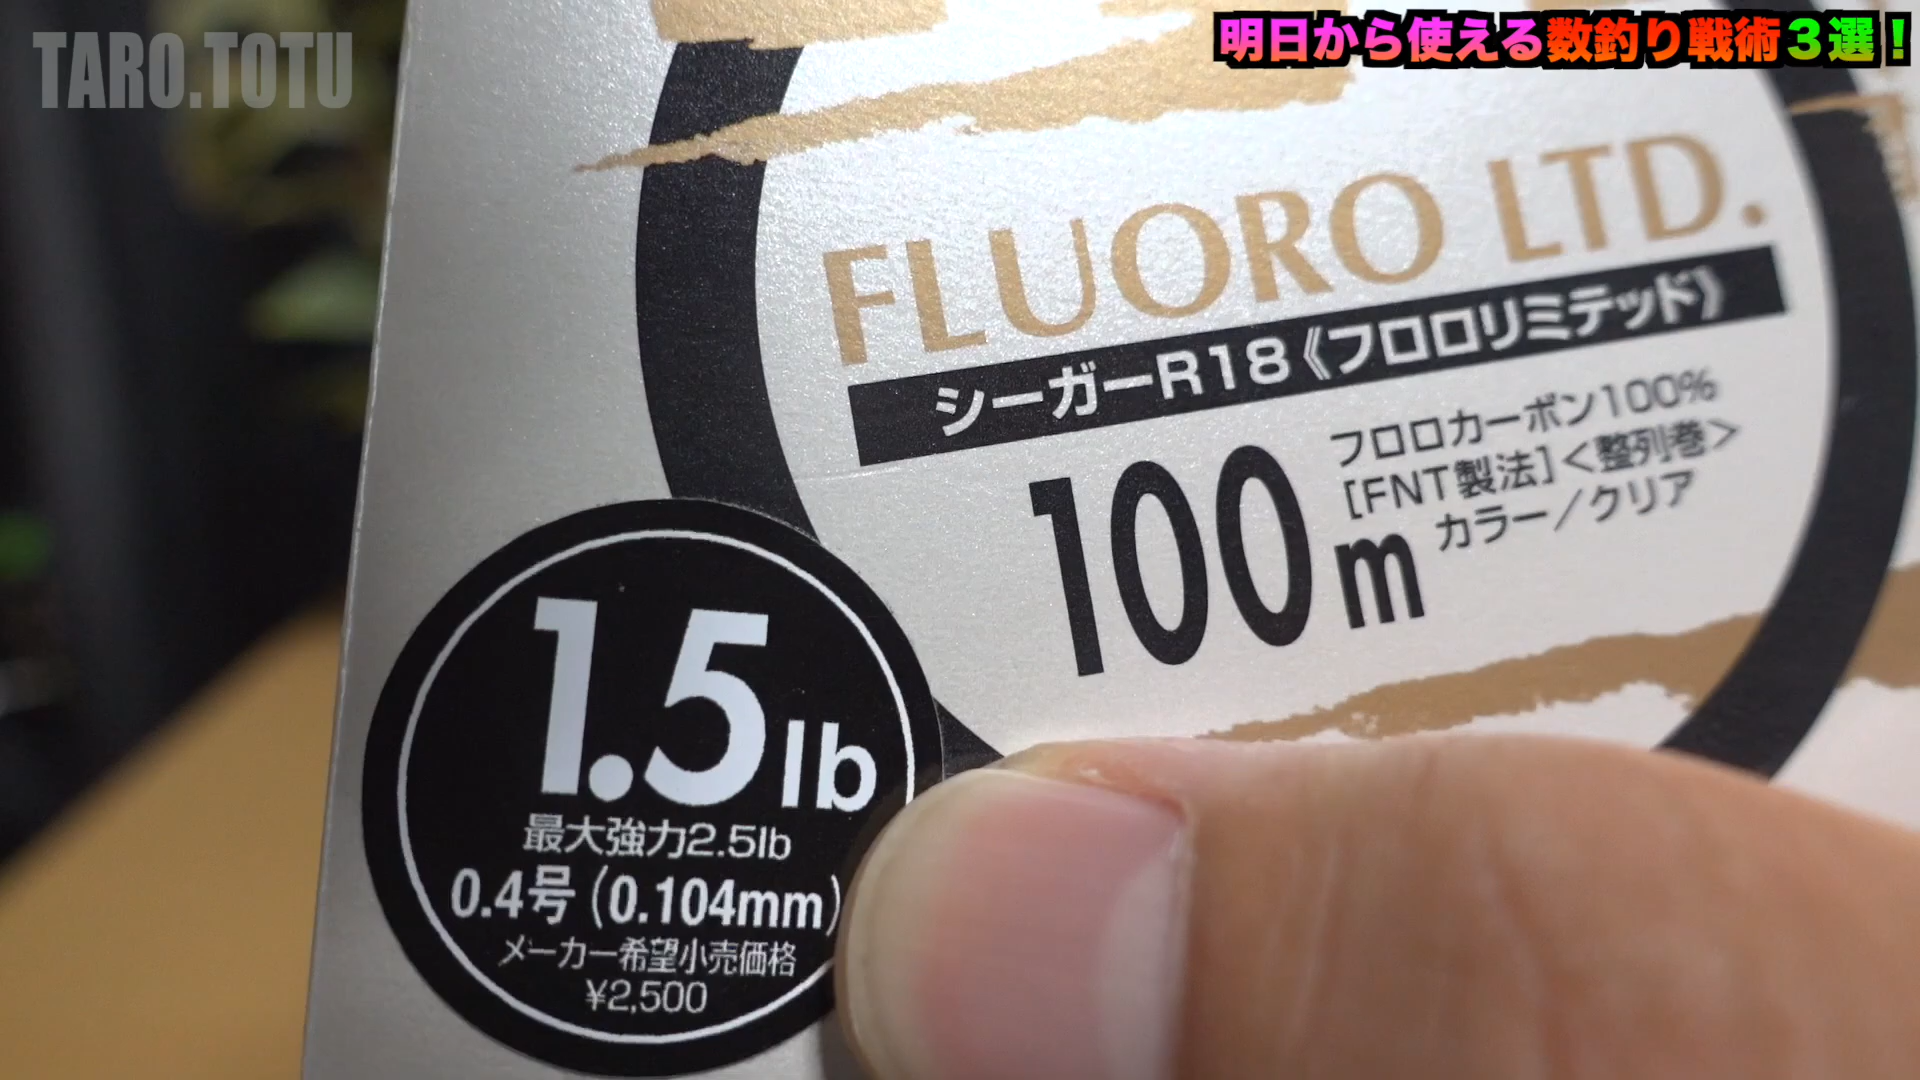 TARO.TOTU
明日から使える数釣り戦術３選！
FLUORO LTD.
シーガーR18《フロロリミテッド》
100m
フロロカーボン100%
[FNT製法]<整列巻>
カラー／クリア
1.5lb
最大強力2.5lb
0.4号(0.104mm)
メーカー希望小売価格
¥2,500